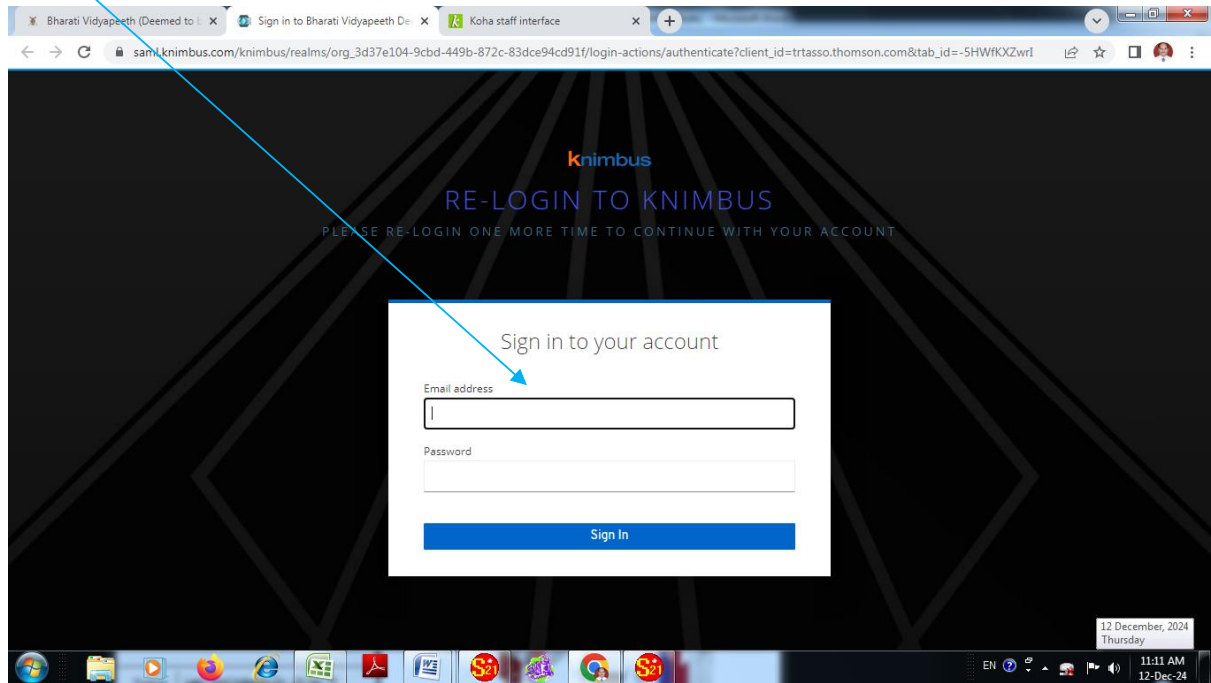 Bharati Vidyapeeth (Deemed to b
Sign in to Bharati Vidyapeeth De
Koha staff interface
saml.knimbus.com/knimbus/realms/org_3d37e104-9cbd-449b-872c-83dce94cd91f/login-actions/authenticate?client_id=trtasso.thomson.com&tab_id=-5HWfKXZwrI
knimbus
RE-LOGIN TO KNIMBUS
PLEASE RE-LOGIN ONE MORE TIME TO CONTINUE WITH YOUR ACCOUNT
Sign in to your account
Email address
Password
Sign In
12 December, 2024
Thursday
EN
11:11 AM
12-Dec-24